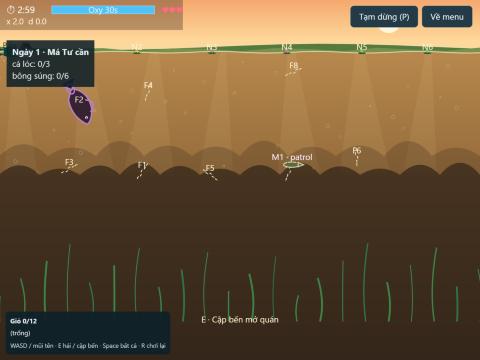 2:59
Oxy 30s
x 2.0 d 0.0
Tạm dừng (P)
Về menu
N2
N3
N4
N5
N6
Ngày 1 · Má Tư cần
cá lóc: 0/3
bông súng: 0/6
F8
F4
F2
F6
M1 · patrol
F3
F1
F5
E · Cập bến mở quán
Giỏ 0/12
(trống)
WASD / mũi tên · E hái / cập bến · Space bắt cá · R chơi lại